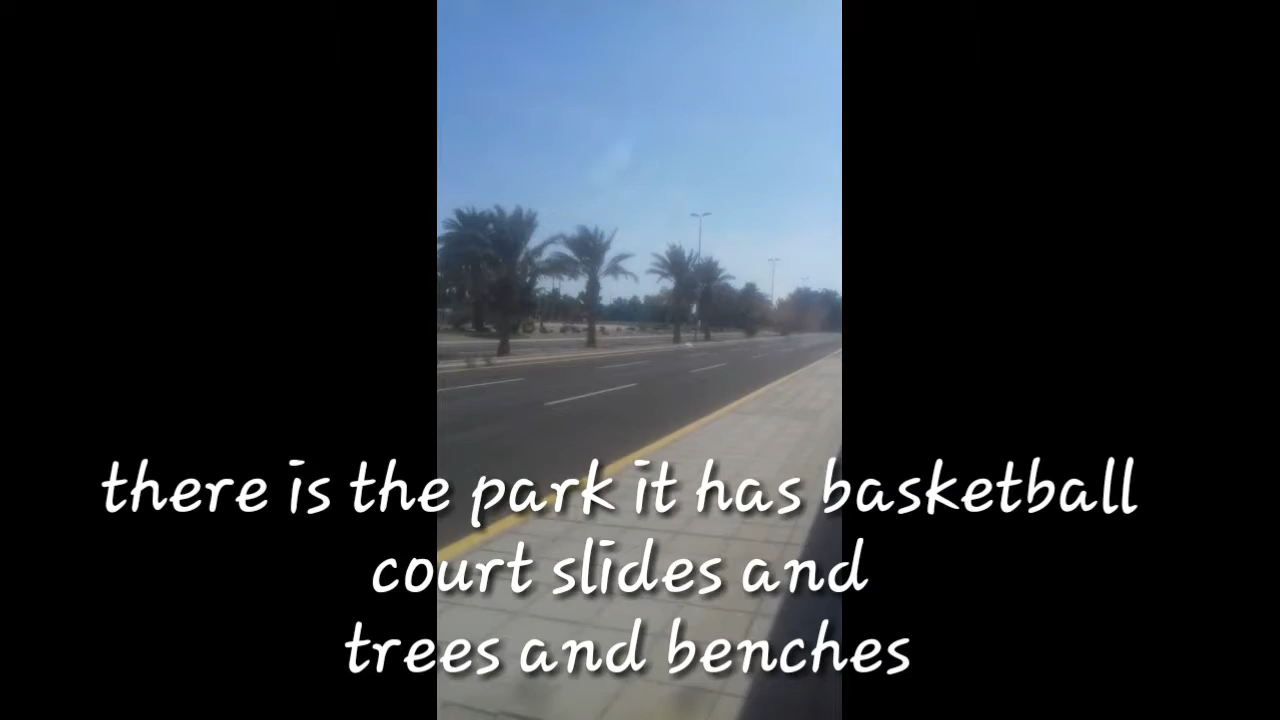 there is the park it has basketball
court slides and
trees and benches